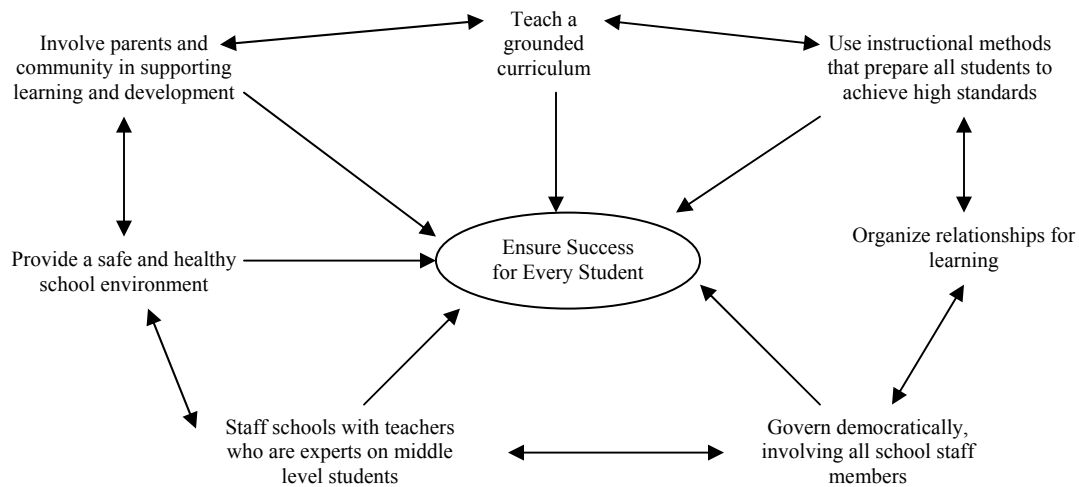 Teach a
grounded
curriculum
Involve parents and
community in supporting
learning and development
Use instructional methods
that prepare all students to
achieve high standards
Ensure Success
for Every Student
Provide a safe and healthy
school environment
Organize relationships for
learning
Staff schools with teachers
who are experts on middle
level students
Govern democratically,
involving all school staff
members